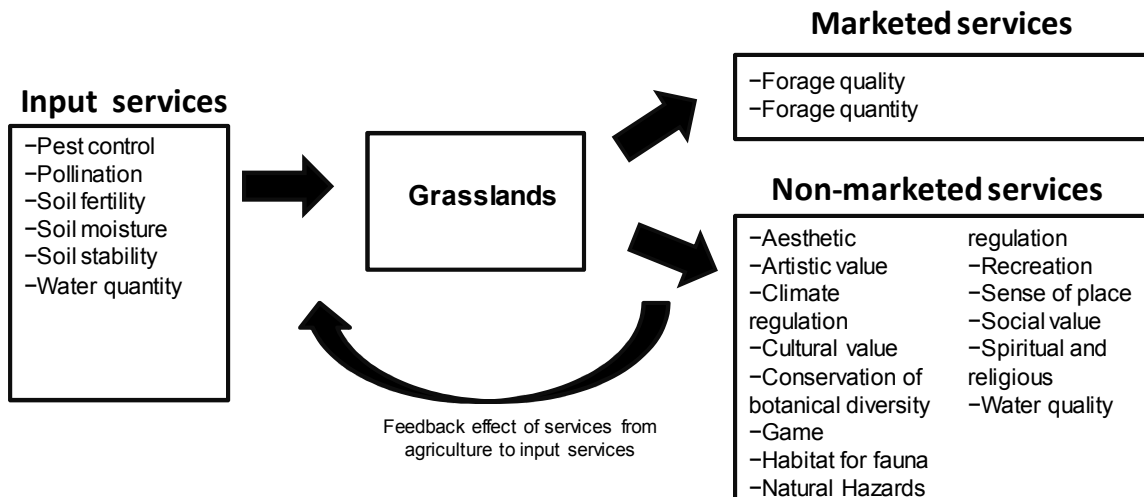 Input services
−Pest control
−Pollination
−Soil fertility
−Soil moisture
−Soil stability
−Water quantity
Grasslands
Feedback effect of services from
agriculture to input services
Marketed services
−Forage quality
−Forage quantity
Non-marketed services
−Aesthetic
−Artistic value
−Climate
regulation
−Cultural value
−Conservation of
botanical diversity
−Game
−Habitat for fauna
−Natural Hazards
regulation
−Recreation
−Sense of place
−Social value
−Spiritual and
religious
−Water quality